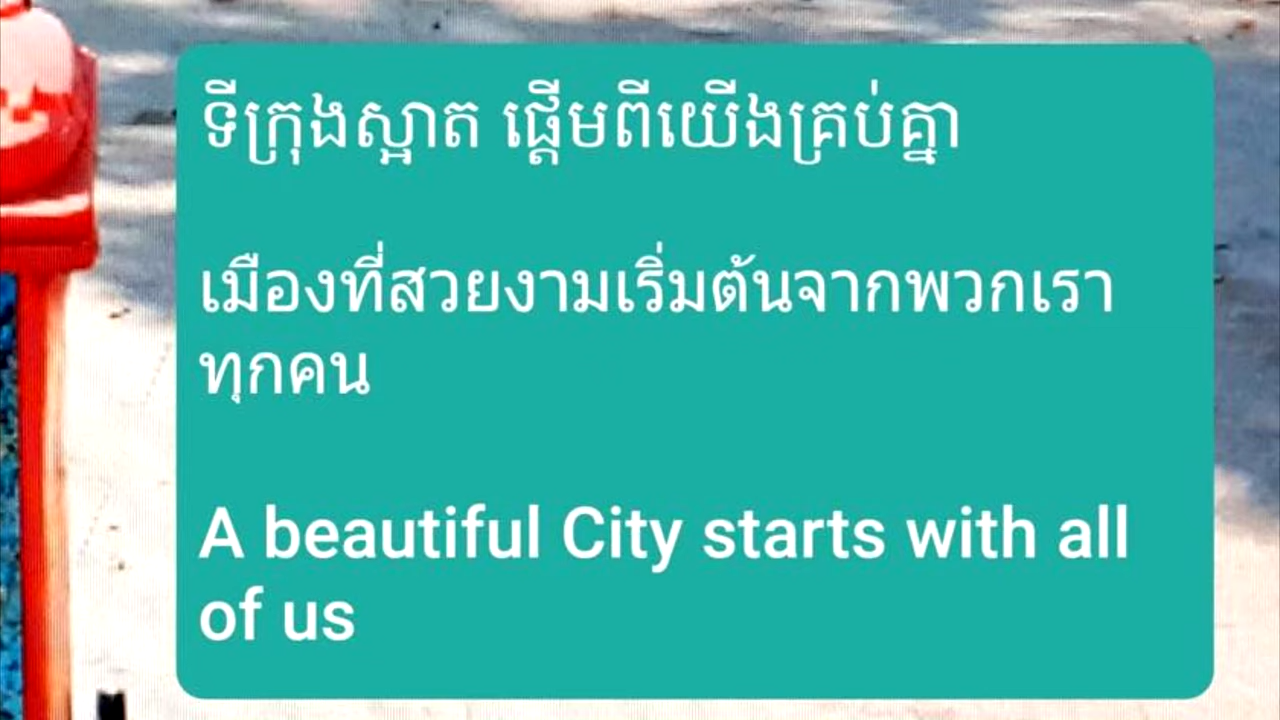 ទីក្រុងស្អាត ផ្ដើមពីយើងគ្រប់គ្នា
เมืองที่สวยงามเริ่มต้นจากพวกเรา
ทุกคน
A beautiful City starts with all
of us